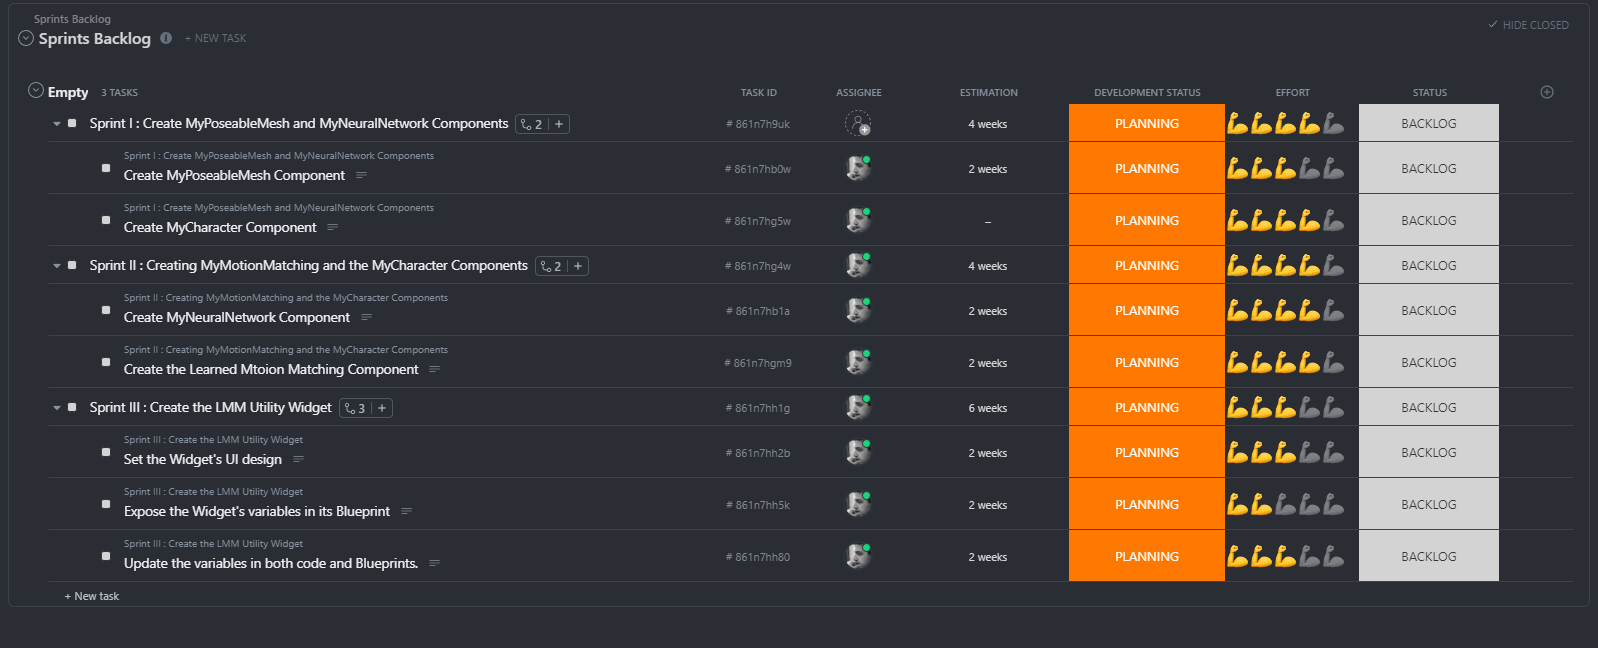 Sprints Backlog
Sprints Backlog + NEW TASK
HIDE CLOSED
Empty 3 TASKS TASK ID ASSIGNEE ESTIMATION DEVELOPMENT STATUS EFFORT STATUS
Sprint I : Create MyPoseableMesh and MyNeuralNetwork Components 2 + # 861n7h9uk 4 weeks PLANNING BACKLOG
Sprint I : Create MyPoseableMesh and MyNeuralNetwork Components
Create MyPoseableMesh Component # 861n7hb0w 2 weeks PLANNING BACKLOG
Sprint I : Create MyPoseableMesh and MyNeuralNetwork Components
Create MyCharacter Component # 861n7hg5w – PLANNING BACKLOG
Sprint II : Creating MyMotionMatching and the MyCharacter Components 2 + # 861n7hg4w 4 weeks PLANNING BACKLOG
Sprint II : Creating MyMotionMatching and the MyCharacter Components
Create MyNeuralNetwork Component # 861n7hb1a 2 weeks PLANNING BACKLOG
Sprint II : Creating MyMotionMatching and the MyCharacter Components
Create the Learned Mtoion Matching Component # 861n7hgm9 2 weeks PLANNING BACKLOG
Sprint III : Create the LMM Utility Widget 3 + # 861n7hh1g 6 weeks PLANNING BACKLOG
Sprint III : Create the LMM Utility Widget
Set the Widget's UI design # 861n7hh2b 2 weeks PLANNING BACKLOG
Sprint III : Create the LMM Utility Widget
Expose the Widget's variables in its Blueprint # 861n7hh5k 2 weeks PLANNING BACKLOG
Sprint III : Create the LMM Utility Widget
Update the variables in both code and Blueprints. # 861n7hh80 2 weeks PLANNING BACKLOG
+ New task